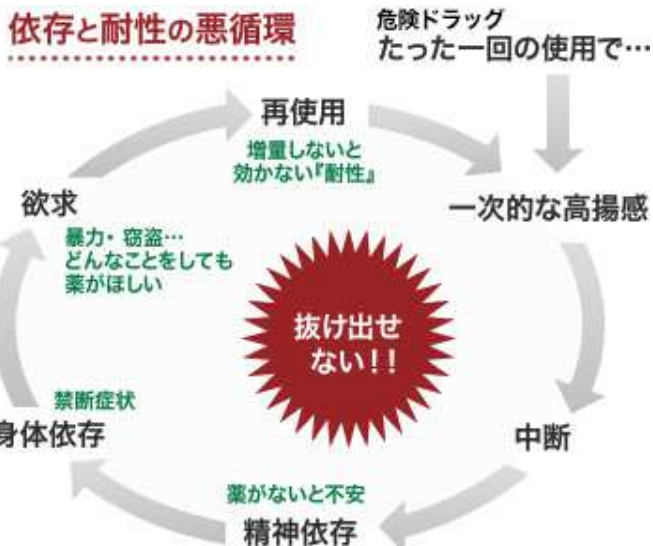 依存と耐性の悪循環
危険ドラッグ
たった一回の使用で…
再使用
増量しないと
効かない『耐性』
一次的な高揚感
欲求
暴力・窃盗…
どんなことをしても
薬がほしい
抜け出せ
ない!!
禁断症状
身体依存
中断
薬がないと不安
精神依存